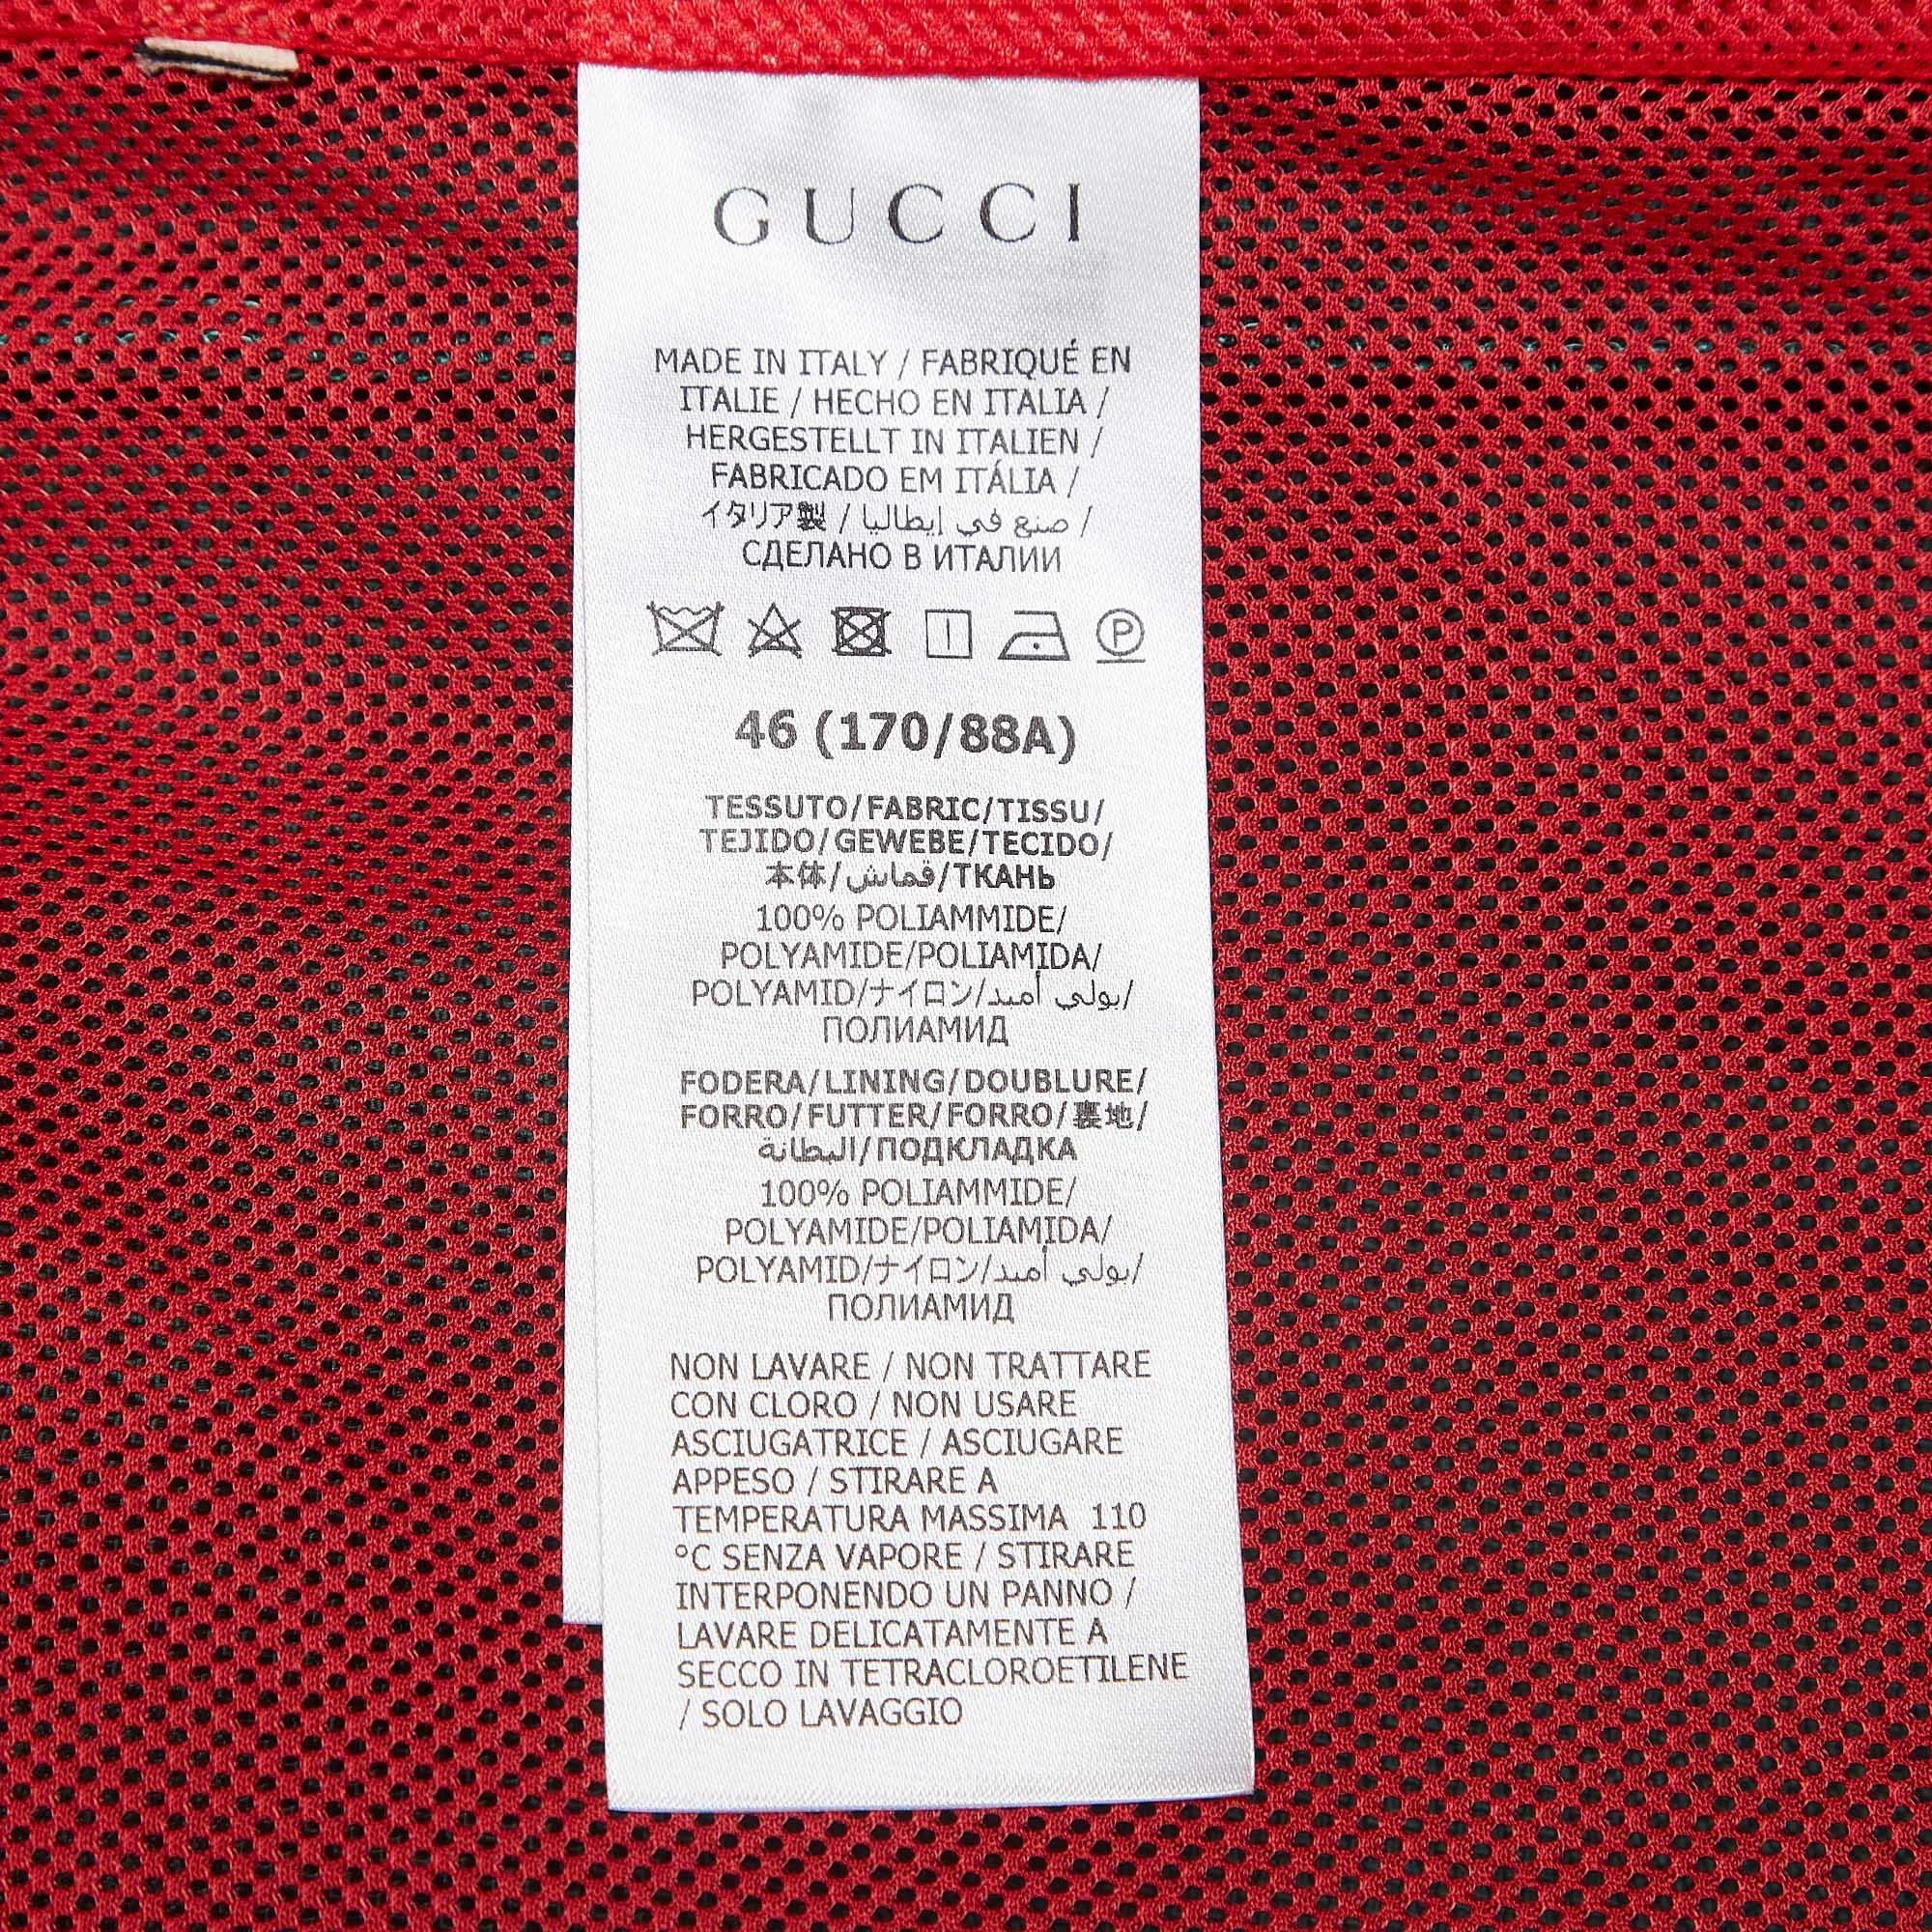 GUCCI
MADE IN ITALY / FABRIQUÉ EN
ITALIE / HECHO EN ITALIA /
HERGESTELLT IN ITALIEN /
FABRICADO EM ITÁLIA /
イタリア製 / صنع في إيطاليا /
СДЕЛАНО В ИТАЛИИ
P
46 (170/88A)
TESSUTO/FABRIC/TISSU/
TEJIDO/GEWEBE/TECIDO/
本体/قماش/ТКАНЬ
100% POLIAMMIDE/
POLYAMIDE/POLIAMIDA/
POLYAMID/ナイロン/بولي أميد/
ПОЛИАМИД
FODERA/LINING/DOUBLURE/
FORRO/FUTTER/FORRO/裏地/
البطانة/ПОДКЛАДКА
100% POLIAMMIDE/
POLYAMIDE/POLIAMIDA/
POLYAMID/ナイロン/بولي أميد/
ПОЛИАМИД
NON LAVARE / NON TRATTARE
CON CLORO / NON USARE
ASCIUGATRICE / ASCIUGARE
APPESO / STIRARE A
TEMPERATURA MASSIMA 110
°C SENZA VAPORE / STIRARE
INTERPONENDO UN PANNO /
LAVARE DELICATAMENTE A
SECCO IN TETRACLOROETILENE
/ SOLO LAVAGGIO